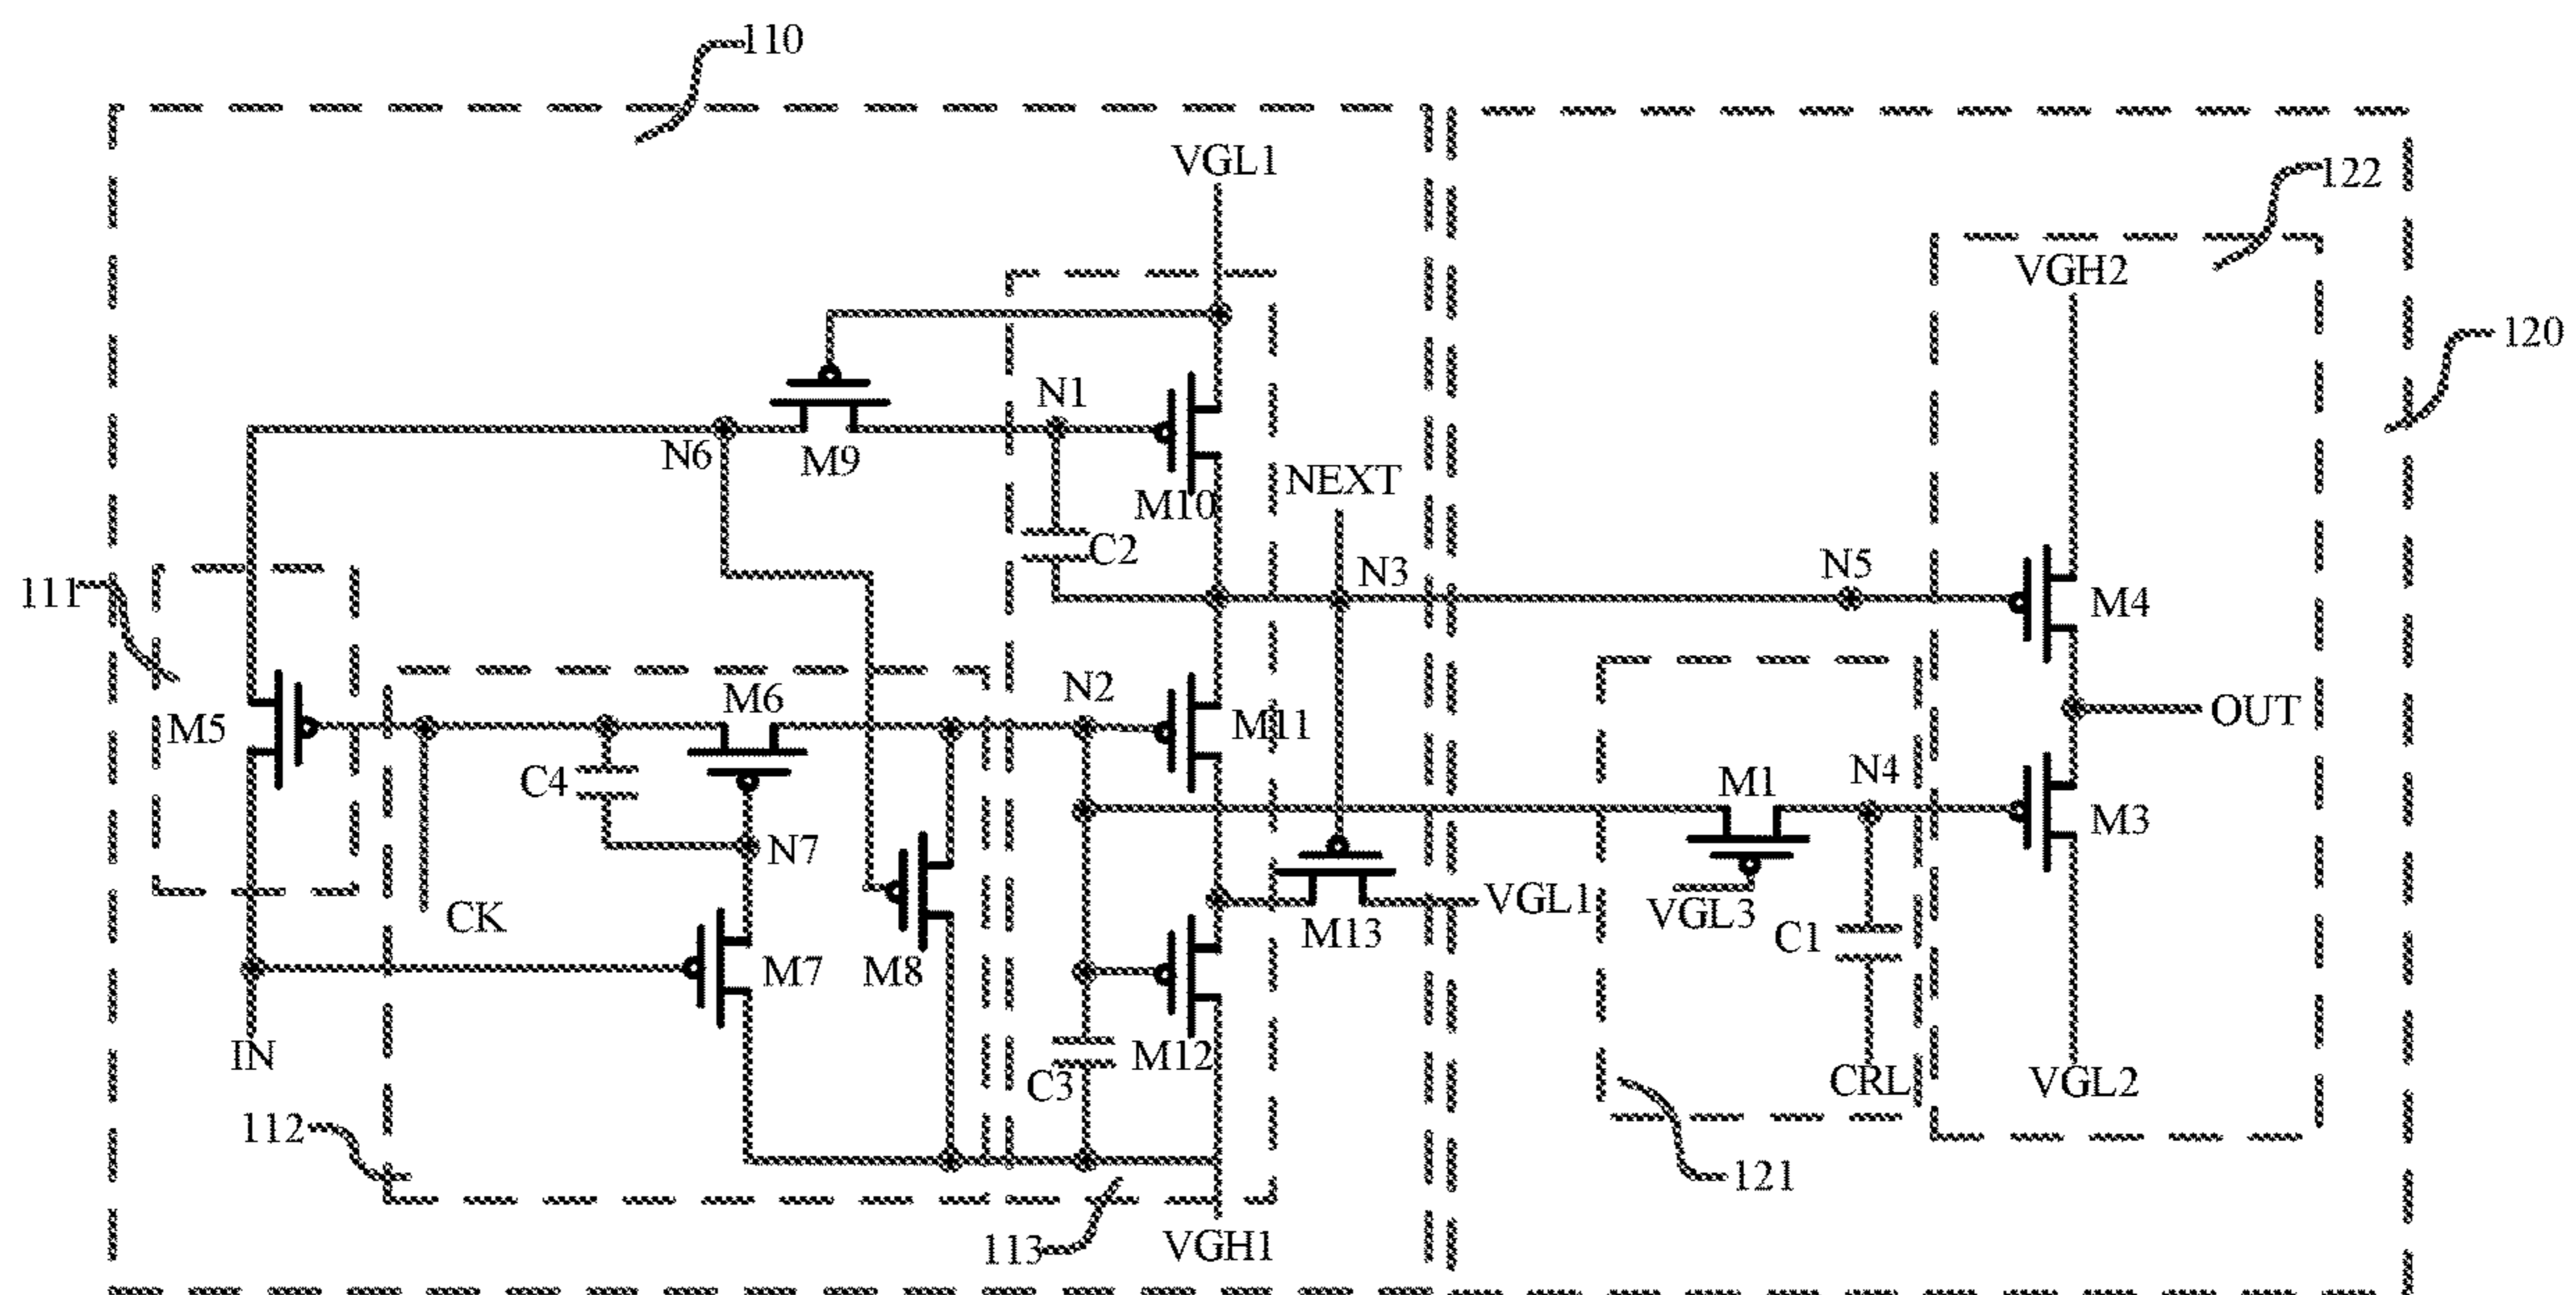 110
VGL1
122
VGH2
120
N1
N6
M9
NEXT
M10
C2
N3
N5
111
M4
N2
M6
M5
M11
OUT
C4
M1
N4
N7
M3
CK
VGL1
VGL3
M13
C1
M7
M8
IN
M12
C3
CRL
VGL2
112
121
113
VGH1